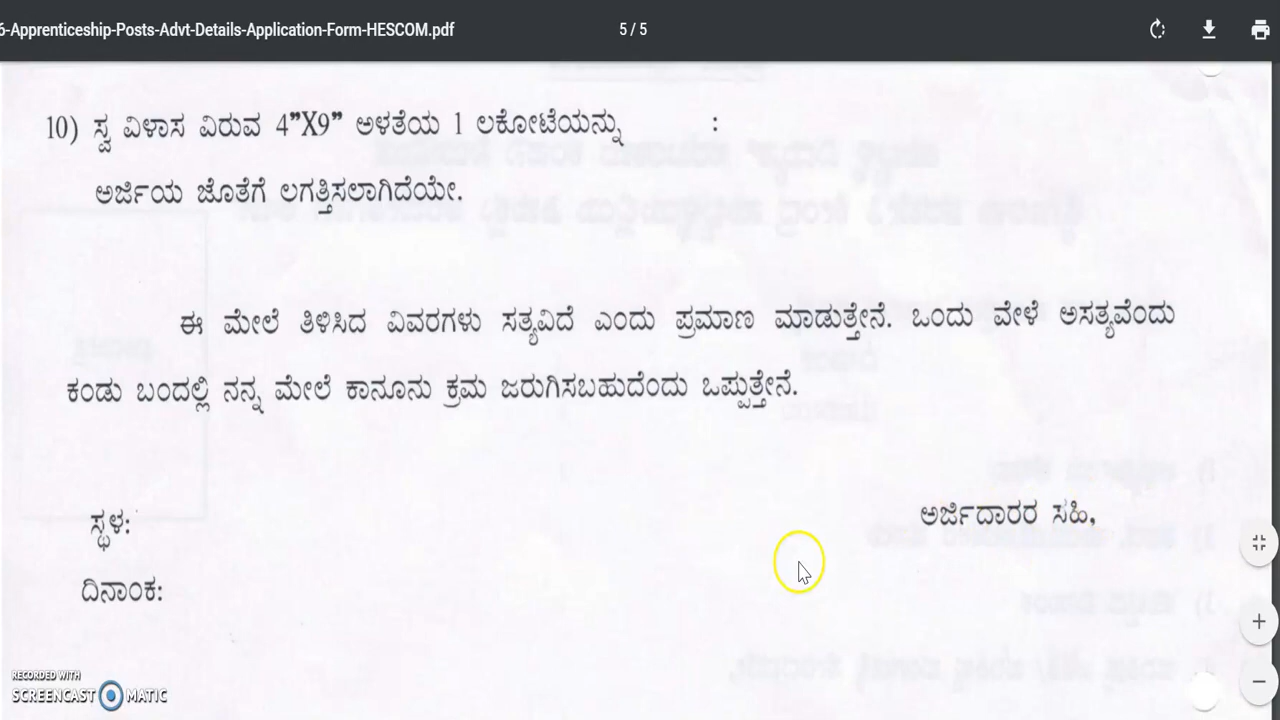 6-Apprenticeship-Posts-Advt-Details-Application-Form-HESCOM.pdf 5 / 5
10) ಸ್ವ ವಿಳಾಸ ವಿರುವ 4”X9” ಅಳತೆಯ 1 ಲಕೋಟೆಯನ್ನು :
ಅರ್ಜಿಯ ಜೊತೆಗೆ ಲಗತ್ತಿಸಲಾಗಿದೆಯೇ.
ಈ ಮೇಲೆ ತಿಳಿಸಿದ ವಿವರಗಳು ಸತ್ಯವಿದೆ ಎಂದು ಪ್ರಮಾಣ ಮಾಡುತ್ತೇನೆ. ಒಂದು ವೇಳೆ ಅಸತ್ಯವೆಂದು
ಕಂಡು ಬಂದಲ್ಲಿ ನನ್ನ ಮೇಲೆ ಕಾನೂನು ಕ್ರಮ ಜರುಗಿಸಬಹುದೆಂದು ಒಪ್ಪುತ್ತೇನೆ.
ಅರ್ಜಿದಾರರ ಸಹಿ,
ಸ್ಥಳ:
ದಿನಾಂಕ:
RECORDED WITH
SCREENCAST MATIC